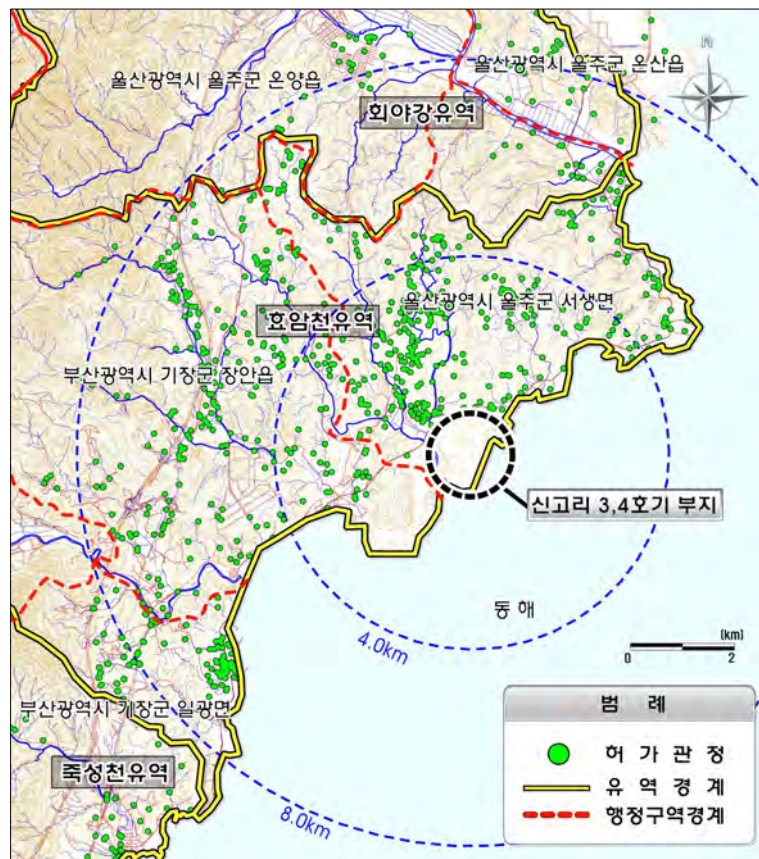 N
울산광역시 울주군 온산읍
울산광역시 울주군 온양읍
회야강유역
울산광역시 울주군 서생면
효암천유역
부산광역시 기장군 장안읍
신고리 3,4호기 부지
동 해
4.0km
(km)
0 2
부산광역시 기장군 일광면
죽성천유역
8.0km
범 례
허 가 관 정
유 역 경 계
행정구역경계